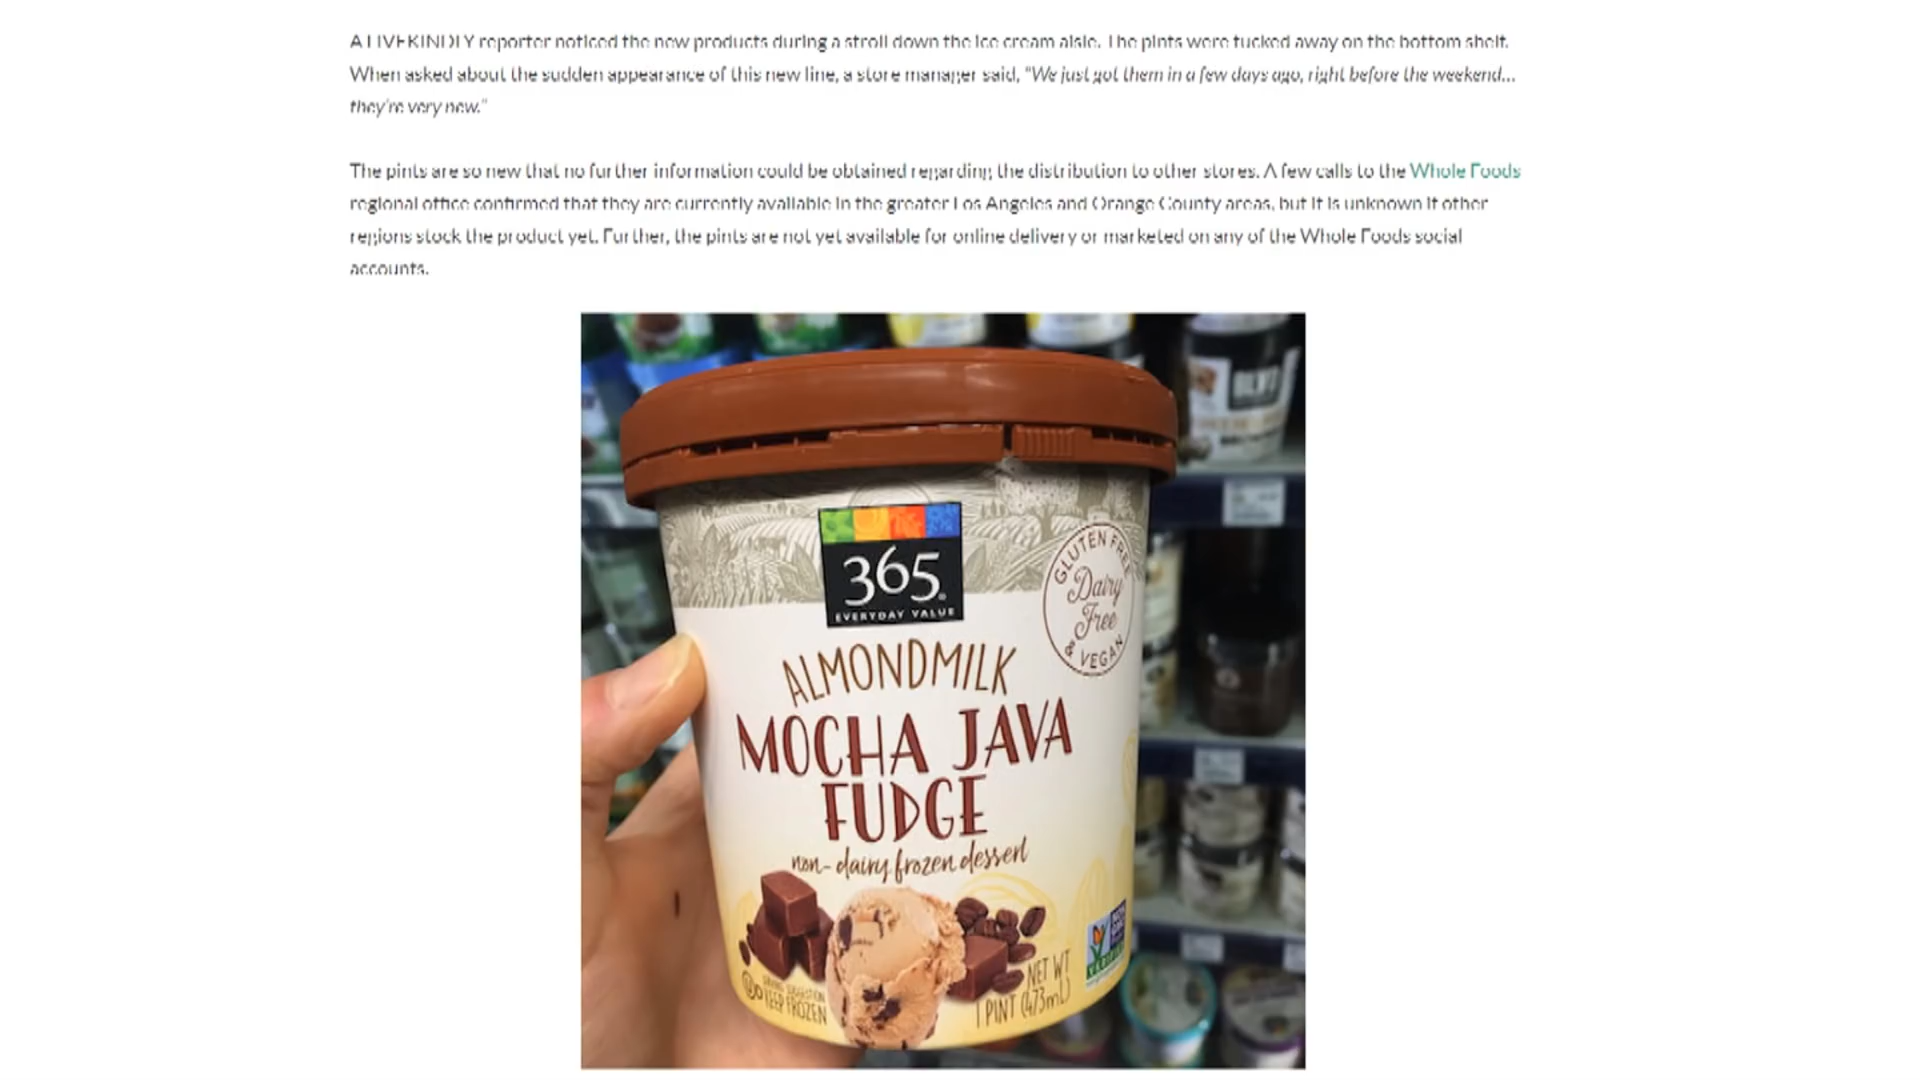 A LIVEKINDLY reporter noticed the new products during a stroll down the ice cream aisle. The pints were tucked away on the bottom shelf.
When asked about the sudden appearance of this new line, a store manager said, “We just got them in a few days ago, right before the weekend…
they’re very new.”
The pints are so new that no further information could be obtained regarding the distribution to other stores. A few calls to the Whole Foods
regional office confirmed that they are currently available in the greater Los Angeles and Orange County areas, but it is unknown if other
regions stock the product yet. Further, the pints are not yet available for online delivery or marketed on any of the Whole Foods social
accounts.
365
EVERYDAY VALUE
GLUTEN FREE
Dairy
Free
& VEGAN
ALMONDMILK
MOCHA JAVA
FUDGE
non-dairy frozen dessert
SERVING SUGGESTION
KEEP FROZEN
NET WT
1 PINT (473mL)
VERIFIED